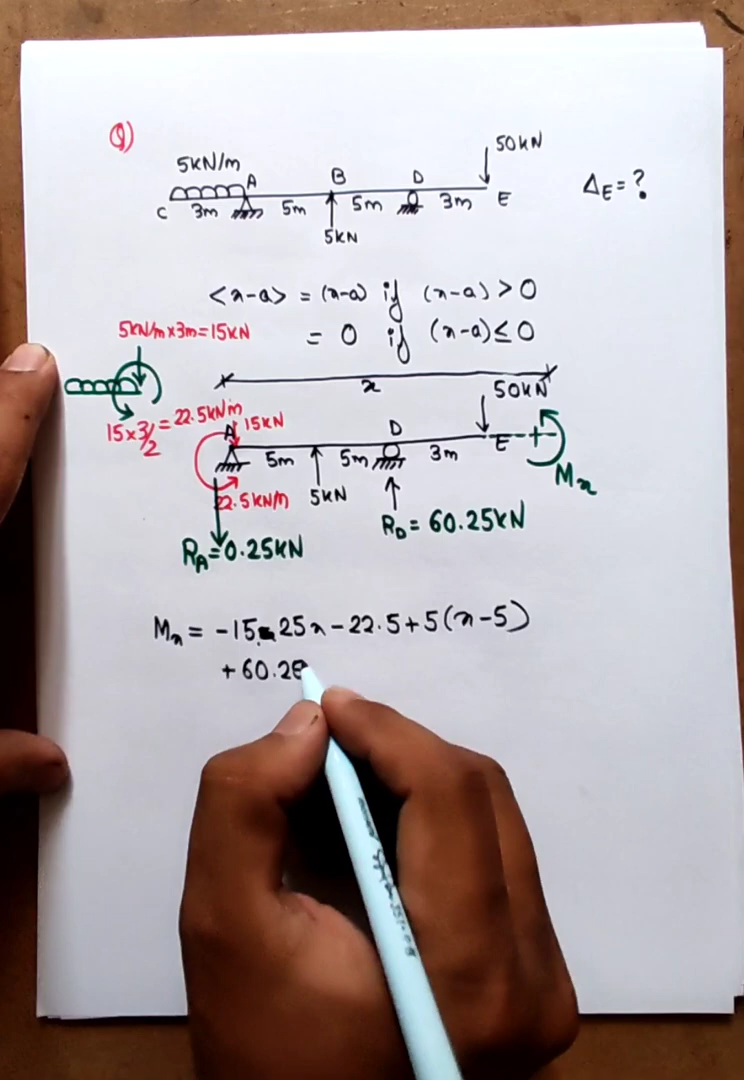 Q)
5KN/m
50KN
C
A
B
D
E
3m
5m
5m
3m
5KN
ΔE = ?
<x-a> = (x-a) if (x-a) > 0
= 0 if (x-a) ≤ 0
5KN/m x 3m = 15KN
15 x 3/2 = 22.5KNm
x
50KN
A
15KN
D
E
5m
5m
3m
22.5KN/m
5KN
Mx
RA = 0.25KN
RD = 60.25KN
Mx = -15.25x - 22.5 + 5(x-5)
+ 60.2